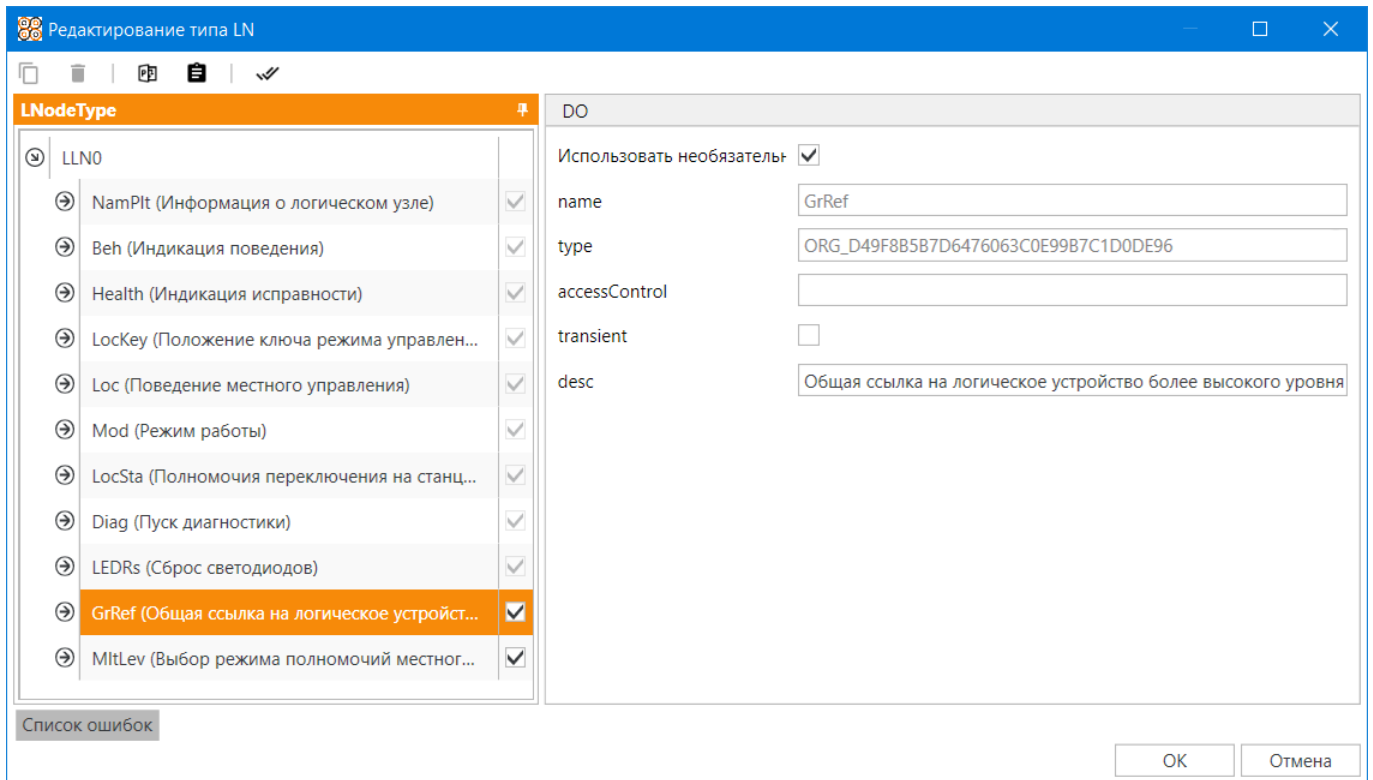 Редактирование типа LN
LNodeType
LLN0
NamPlt (Информация о логическом узле)
Beh (Индикация поведения)
Health (Индикация исправности)
LocKey (Положение ключа режима управлен...
Loc (Поведение местного управления)
Mod (Режим работы)
LocSta (Полномочия переключения на станц...
Diag (Пуск диагностики)
LEDRs (Сброс светодиодов)
GrRef (Общая ссылка на логическое устройст...
MltLev (Выбор режима полномочий местног...
DO
Использовать необязательн
name GrRef
type ORG_D49F8B5B7D6476063C0E99B7C1D0DE96
accessControl
transient
desc Общая ссылка на логическое устройство более высокого уровня
Список ошибок
OK Отмена